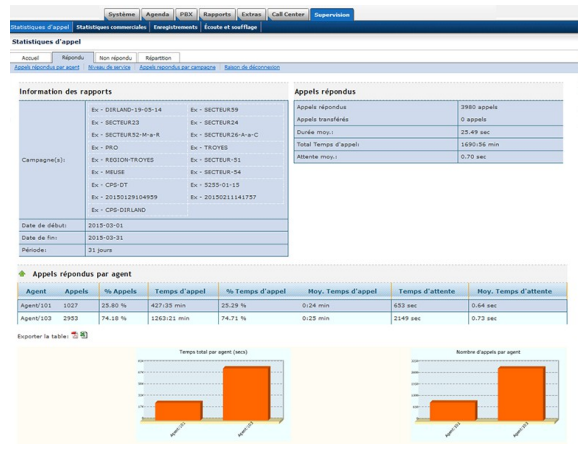 Système Agenda PBX Rapports Extras Call Center Supervision
Statistiques d'appel Statistiques commerciales Enregistrements Écoute et soufflage
Statistiques d'appel
Accueil Répondu Non répondu Répartition
Appels répondus par agent Niveau de service Appels répondus par campagne Raison de déconnexion
Information des rapports
Campagne(s):
Ex - DIRLAND-19-05-14 Ex - SECTEUR59
Ex - SECTEUR23 Ex - SECTEUR24
Ex - SECTEUR52-M-a-R Ex - SECTEUR26-A-a-C
Ex - PRO Ex - TROYES
Ex - REGION-TROYES Ex - SECTEUR-51
Ex - MEUSE Ex - SECTEUR-54
Ex - CPS-DT Ex - 5255-01-15
Ex - 20150129104959 Ex - 20150211141757
Ex - CPS-DIRLAND
Date de début: 2015-03-01
Date de fin: 2015-03-31
Période: 31 jours
Appels répondus
Appels répondus 3980 appels
Appels transférés 0 appels
Durée moy.: 25.49 sec
Total Temps d'appel: 1690:56 min
Attente moy.: 0.70 sec
Appels répondus par agent
Agent Appels % Appels Temps d'appel % Temps d'appel Moy. Temps d'appel Temps d'attente Moy. Temps d'attente
Agent/101 1027 25.80 % 427:35 min 25.29 % 0:24 min 653 sec 0.64 sec
Agent/103 2953 74.18 % 1263:21 min 74.71 % 0:25 min 2149 sec 0.73 sec
Exporter la table:
Temps total par agent (secs)
Agent/101
Agent/103
Nombre d'appels par agent
Agent/101
Agent/103